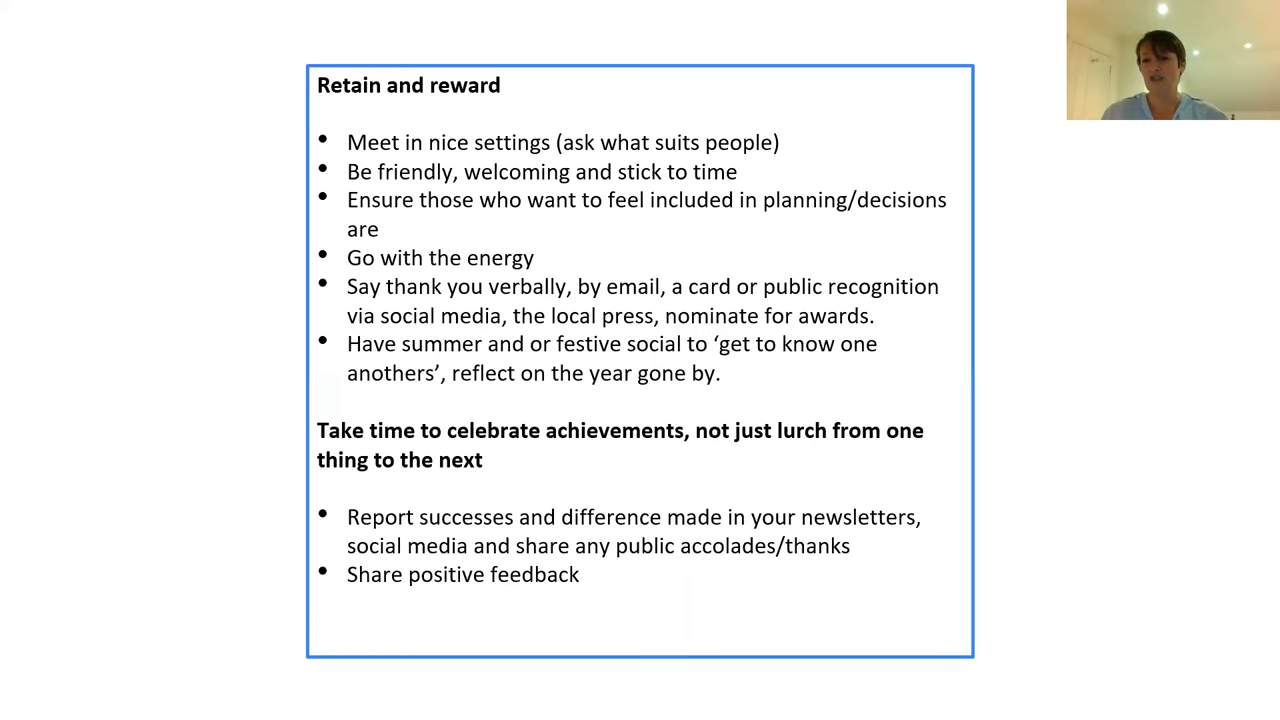 Retain and reward
• Meet in nice settings (ask what suits people)
• Be friendly, welcoming and stick to time
• Ensure those who want to feel included in planning/decisions
are
• Go with the energy
• Say thank you verbally, by email, a card or public recognition
via social media, the local press, nominate for awards.
• Have summer and or festive social to ‘get to know one
anothers’, reflect on the year gone by.
Take time to celebrate achievements, not just lurch from one
thing to the next
• Report successes and difference made in your newsletters,
social media and share any public accolades/thanks
• Share positive feedback